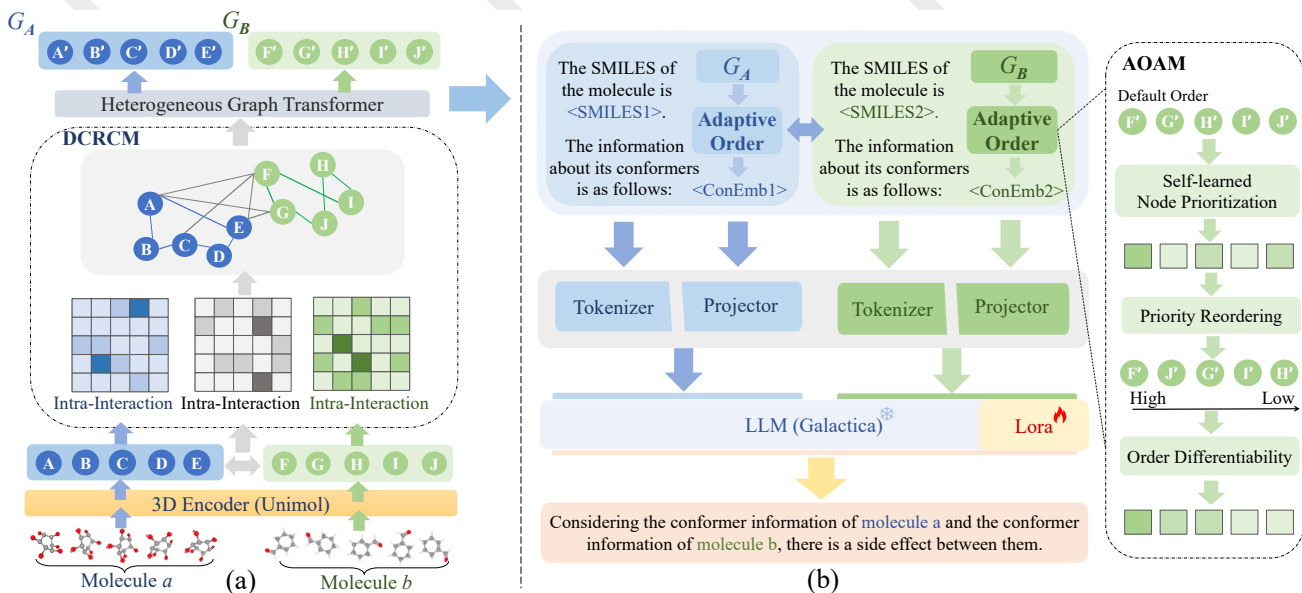 G_A
G_B
A′ B′ C′ D′ E′
F′ G′ H′ I′ J′
Heterogeneous Graph Transformer
DCRCM
A
B
C
D
E
F
G
H
I
J
Intra-Interaction
Intra-Interaction
Intra-Interaction
A B C D E
F G H I J
3D Encoder (Unimol)
Molecule a
Molecule b
(a)
The SMILES of
the molecule is
<SMILES1>.
The information
about its conformers
is as follows:
G_A
Adaptive
Order
<ConEmb1>
The SMILES of
the molecule is
<SMILES2>.
The information
about its conformers
is as follows:
G_B
Adaptive
Order
<ConEmb2>
Tokenizer
Projector
Tokenizer
Projector
LLM (Galactica)
Lora
Considering the conformer information of molecule a and the conformer
information of molecule b, there is a side effect between them.
(b)
AOAM
Default Order
F′ G′ H′ I′ J′
Self-learned
Node Prioritization
Priority Reordering
F′ J′ G′ I′ H′
High Low
Order Differentiability